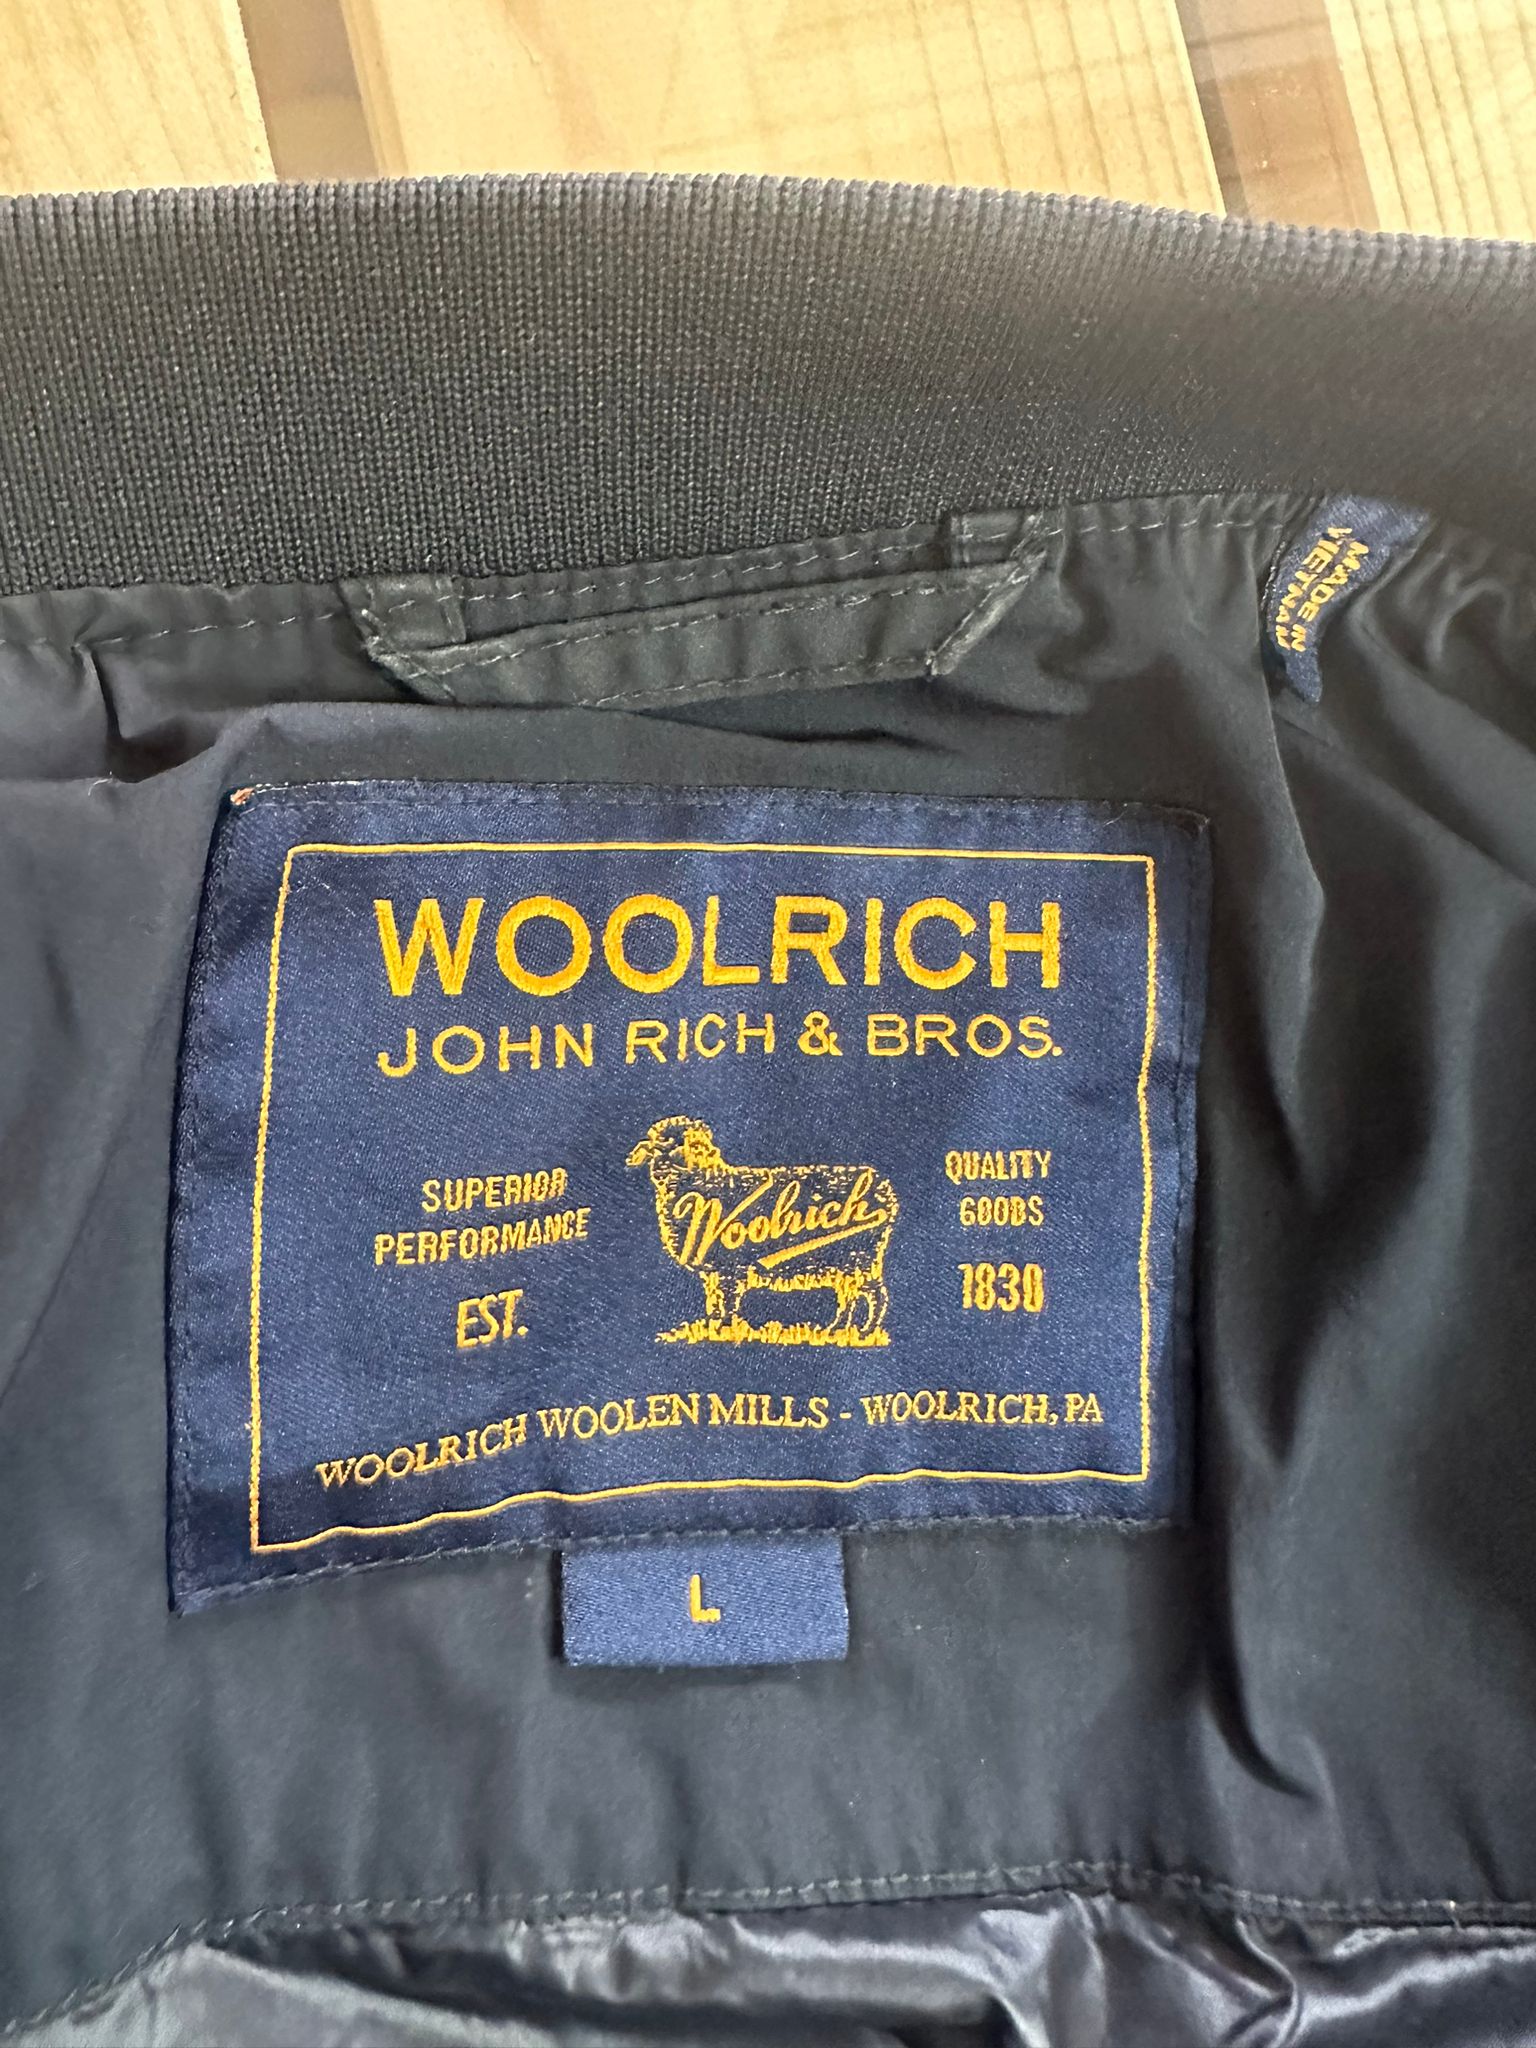 MADE IN
VIETNAM
WOOLRICH
JOHN RICH & BROS.
SUPERIOR
PERFORMANCE
EST.
Woolrich
QUALITY
GOODS
1830
WOOLRICH WOOLEN MILLS - WOOLRICH, PA
L